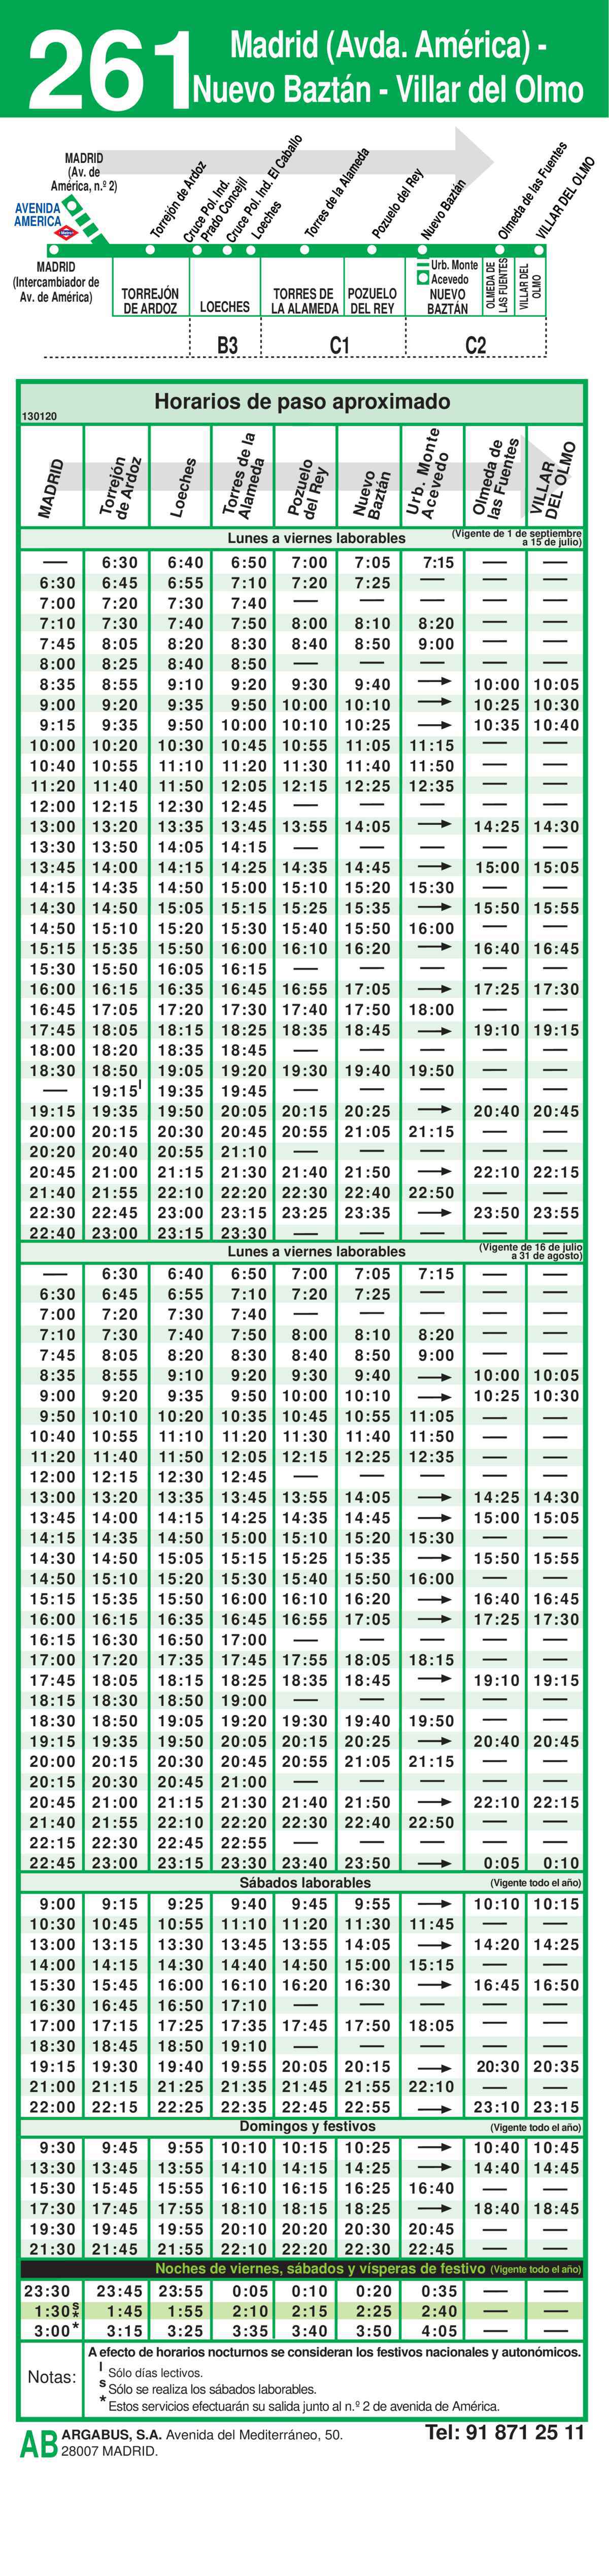 261
Madrid (Avda. América) -
Nuevo Baztán - Villar del Olmo
MADRID
(Av. de
América, n.º 2)
AVENIDA
AMERICA
Metro
Torrejón de Ardoz
Cruce Pol. Ind.
Prado Concejil
Cruce Pol. Ind. El Caballo
Loeches
Torres de la Alameda
Pozuelo del Rey
Nuevo Baztán
Olmeda de las Fuentes
VILLAR DEL OLMO
MADRID
(Intercambiador de
Av. de América)
TORREJÓN
DE ARDOZ
LOECHES
TORRES DE
LA ALAMEDA
POZUELO
DEL REY
Urb. Monte
Acevedo
NUEVO
BAZTÁN
OLMEDA DE
LAS FUENTES
VILLAR DEL
OLMO
B3 C1 C2
Horarios de paso aproximado
130120
MADRID
Torrejón
de Ardoz
Loeches
Torres de la
Alameda
Pozuelo
del Rey
Nuevo
Baztán
Urb. Monte
Acevedo
Olmeda de
las Fuentes
VILLAR
DEL OLMO
Lunes a viernes laborables (Vigente de 1 de septiembre
a 15 de julio)
— 6:30 6:40 6:50 7:00 7:05 7:15 — —
6:30 6:45 6:55 7:10 7:20 7:25 — — —
7:00 7:20 7:30 7:40 — — — — —
7:10 7:30 7:40 7:50 8:00 8:10 8:20 — —
7:45 8:05 8:20 8:30 8:40 8:50 9:00 — —
8:00 8:25 8:40 8:50 — — — — —
8:35 8:55 9:10 9:20 9:30 9:40 → 10:00 10:05
9:00 9:20 9:35 9:50 10:00 10:10 → 10:25 10:30
9:15 9:35 9:50 10:00 10:10 10:25 → 10:35 10:40
10:00 10:20 10:30 10:45 10:55 11:05 11:15 — —
10:40 10:55 11:10 11:20 11:30 11:40 11:50 — —
11:20 11:40 11:50 12:05 12:15 12:25 12:35 — —
12:00 12:15 12:30 12:45 — — — — —
13:00 13:20 13:35 13:45 13:55 14:05 → 14:25 14:30
13:30 13:50 14:05 14:15 — — — — —
13:45 14:00 14:15 14:25 14:35 14:45 → 15:00 15:05
14:15 14:35 14:50 15:00 15:10 15:20 15:30 — —
14:30 14:50 15:05 15:15 15:25 15:35 → 15:50 15:55
14:50 15:10 15:20 15:30 15:40 15:50 16:00 — —
15:15 15:35 15:50 16:00 16:10 16:20 → 16:40 16:45
15:30 15:50 16:05 16:15 — — — — —
16:00 16:15 16:35 16:45 16:55 17:05 → 17:25 17:30
16:45 17:05 17:20 17:30 17:40 17:50 18:00 — —
17:45 18:05 18:15 18:25 18:35 18:45 → 19:10 19:15
18:00 18:20 18:35 18:45 — — — — —
18:30 18:50 19:05 19:20 19:30 19:40 19:50 — —
— 19:15l 19:35 19:45 — — — — —
19:15 19:35 19:50 20:05 20:15 20:25 → 20:40 20:45
20:00 20:15 20:30 20:45 20:55 21:05 21:15 — —
20:20 20:40 20:55 21:10 — — — — —
20:45 21:00 21:15 21:30 21:40 21:50 → 22:10 22:15
21:40 21:55 22:10 22:20 22:30 22:40 22:50 — —
22:30 22:45 23:00 23:15 23:25 23:35 → 23:50 23:55
22:40 23:00 23:15 23:30 — — — — —
Lunes a viernes laborables (Vigente de 16 de julio
a 31 de agosto)
— 6:30 6:40 6:50 7:00 7:05 7:15 — —
6:30 6:45 6:55 7:10 7:20 7:25 — — —
7:00 7:20 7:30 7:40 — — — — —
7:10 7:30 7:40 7:50 8:00 8:10 8:20 — —
7:45 8:05 8:20 8:30 8:40 8:50 9:00 — —
8:35 8:55 9:10 9:20 9:30 9:40 → 10:00 10:05
9:00 9:20 9:35 9:50 10:00 10:10 → 10:25 10:30
9:50 10:10 10:20 10:35 10:45 10:55 11:05 — —
10:40 10:55 11:10 11:20 11:30 11:40 11:50 — —
11:20 11:40 11:50 12:05 12:15 12:25 12:35 — —
12:00 12:15 12:30 12:45 — — — — —
13:00 13:20 13:35 13:45 13:55 14:05 → 14:25 14:30
13:45 14:00 14:15 14:25 14:35 14:45 → 15:00 15:05
14:15 14:35 14:50 15:00 15:10 15:20 15:30 — —
14:30 14:50 15:05 15:15 15:25 15:35 → 15:50 15:55
14:50 15:10 15:20 15:30 15:40 15:50 16:00 — —
15:15 15:35 15:50 16:00 16:10 16:20 → 16:40 16:45
16:00 16:15 16:35 16:45 16:55 17:05 → 17:25 17:30
16:15 16:30 16:50 17:00 — — — — —
17:00 17:20 17:35 17:45 17:55 18:05 18:15 — —
17:45 18:05 18:15 18:25 18:35 18:45 → 19:10 19:15
18:15 18:30 18:50 19:00 — — — — —
18:30 18:50 19:05 19:20 19:30 19:40 19:50 — —
19:15 19:35 19:50 20:05 20:15 20:25 → 20:40 20:45
20:00 20:15 20:30 20:45 20:55 21:05 21:15 — —
20:15 20:30 20:45 21:00 — — — — —
20:45 21:00 21:15 21:30 21:40 21:50 → 22:10 22:15
21:40 21:55 22:10 22:20 22:30 22:40 22:50 — —
22:15 22:30 22:45 22:55 — — — — —
22:45 23:00 23:15 23:30 23:40 23:50 → 0:05 0:10
Sábados laborables (Vigente todo el año)
9:00 9:15 9:25 9:40 9:45 9:55 → 10:10 10:15
10:30 10:45 10:55 11:10 11:20 11:30 11:45 — —
13:00 13:15 13:30 13:45 13:55 14:05 → 14:20 14:25
14:00 14:15 14:30 14:40 14:50 15:00 15:15 — —
15:30 15:45 16:00 16:10 16:20 16:30 → 16:45 16:50
16:30 16:45 16:50 17:10 — — — — —
17:00 17:15 17:25 17:35 17:45 17:50 18:05 — —
18:30 18:45 18:50 19:10 — — — — —
19:15 19:30 19:40 19:55 20:05 20:15 → 20:30 20:35
21:00 21:15 21:25 21:35 21:45 21:55 22:10 — —
22:00 22:15 22:25 22:35 22:45 22:55 → 23:10 23:15
Domingos y festivos (Vigente todo el año)
9:30 9:45 9:55 10:10 10:15 10:25 → 10:40 10:45
13:30 13:45 13:55 14:10 14:15 14:25 → 14:40 14:45
15:30 15:45 15:55 16:10 16:15 16:25 16:40 — —
17:30 17:45 17:55 18:10 18:15 18:25 → 18:40 18:45
19:30 19:45 19:55 20:10 20:20 20:30 20:45 — —
21:30 21:45 21:55 22:10 22:20 22:30 22:45 — —
Noches de viernes, sábados y vísperas de festivo (Vigente todo el año)
23:30 23:45 23:55 0:05 0:10 0:20 0:35 — —
1:30s* 1:45 1:55 2:10 2:15 2:25 2:40 — —
3:00* 3:15 3:25 3:35 3:40 3:50 4:05 — —
Notas:
A efecto de horarios nocturnos se consideran los festivos nacionales y autonómicos.
l Sólo días lectivos.
s Sólo se realiza los sábados laborables.
* Estos servicios efectuarán su salida junto al n.º 2 de avenida de América.
AB ARGABUS, S.A. Avenida del Mediterráneo, 50.
28007 MADRID.
Tel: 91 871 25 11